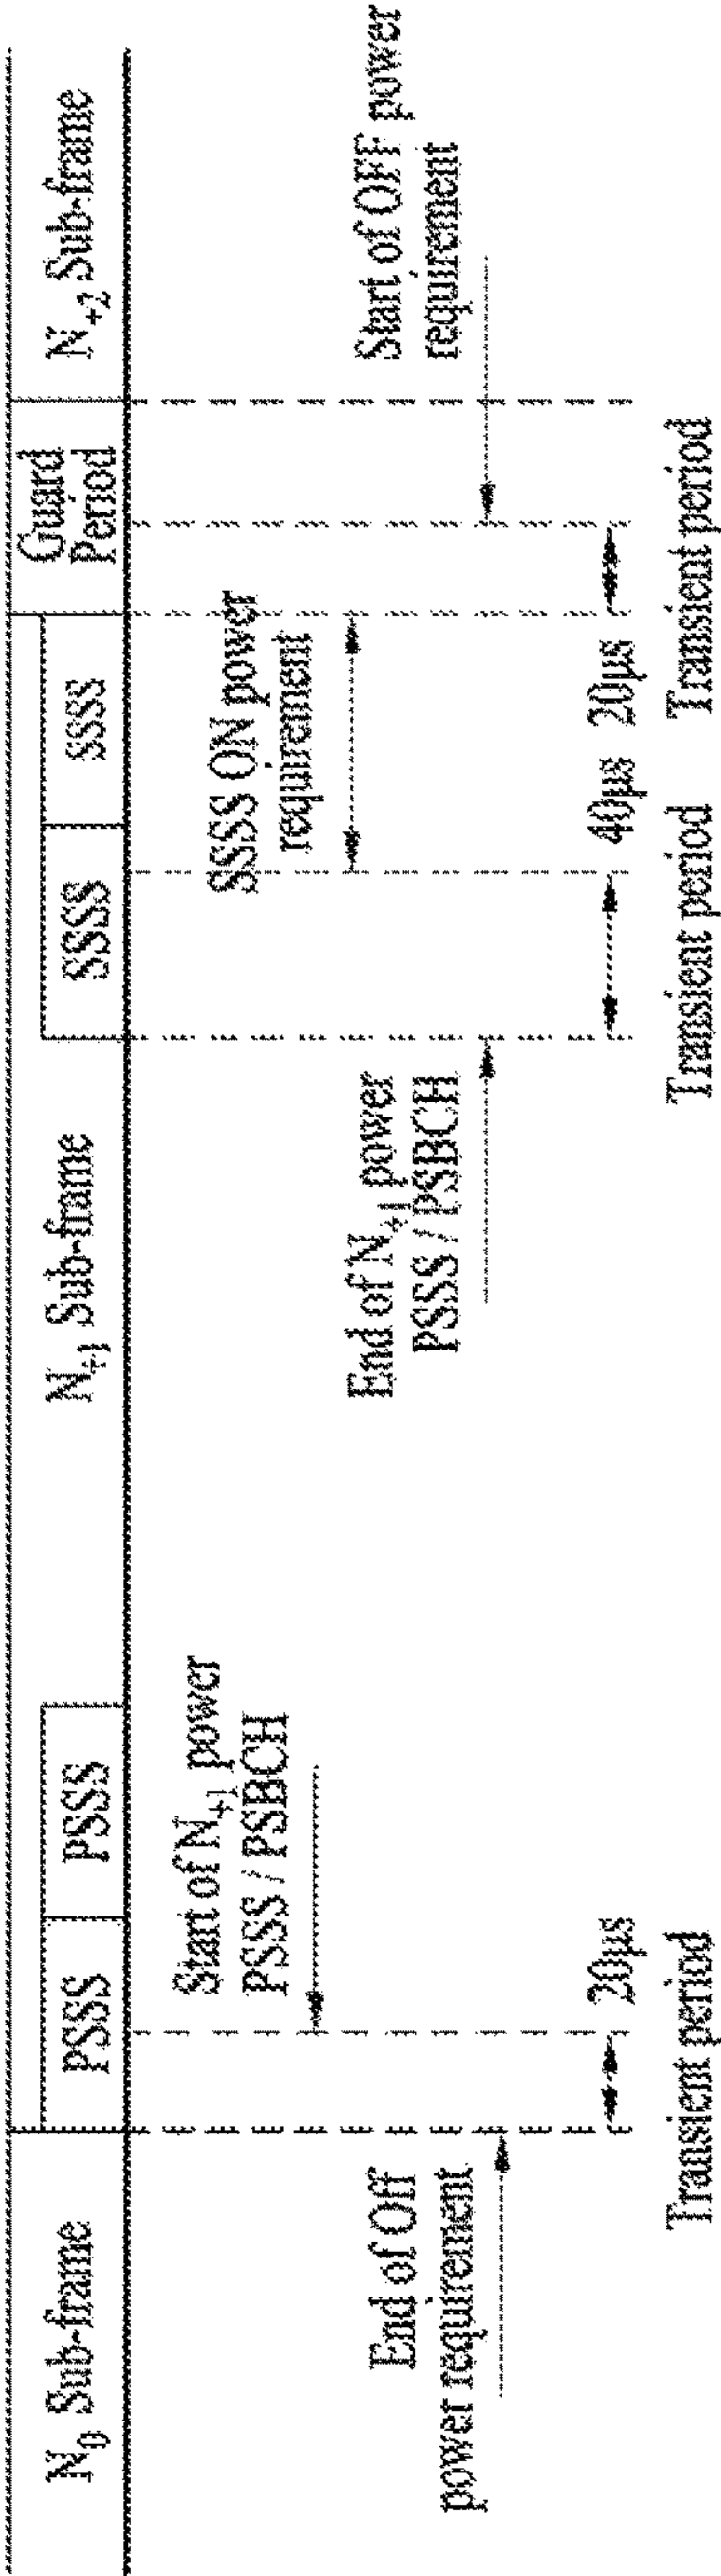 N0 Sub-frame
PSSS
PSSS
N+1 Sub-frame
SSSS
SSSS
Guard
Period
N+2 Sub-frame
Start of N+1 power
PSSS / PSBCH
SSSS ON power
requirement
End of Off
power requirement
End of N+1 power
PSSS / PSBCH
Start of OFF power
requirement
20µs
Transient period
40µs
Transient period
20µs
Transient period